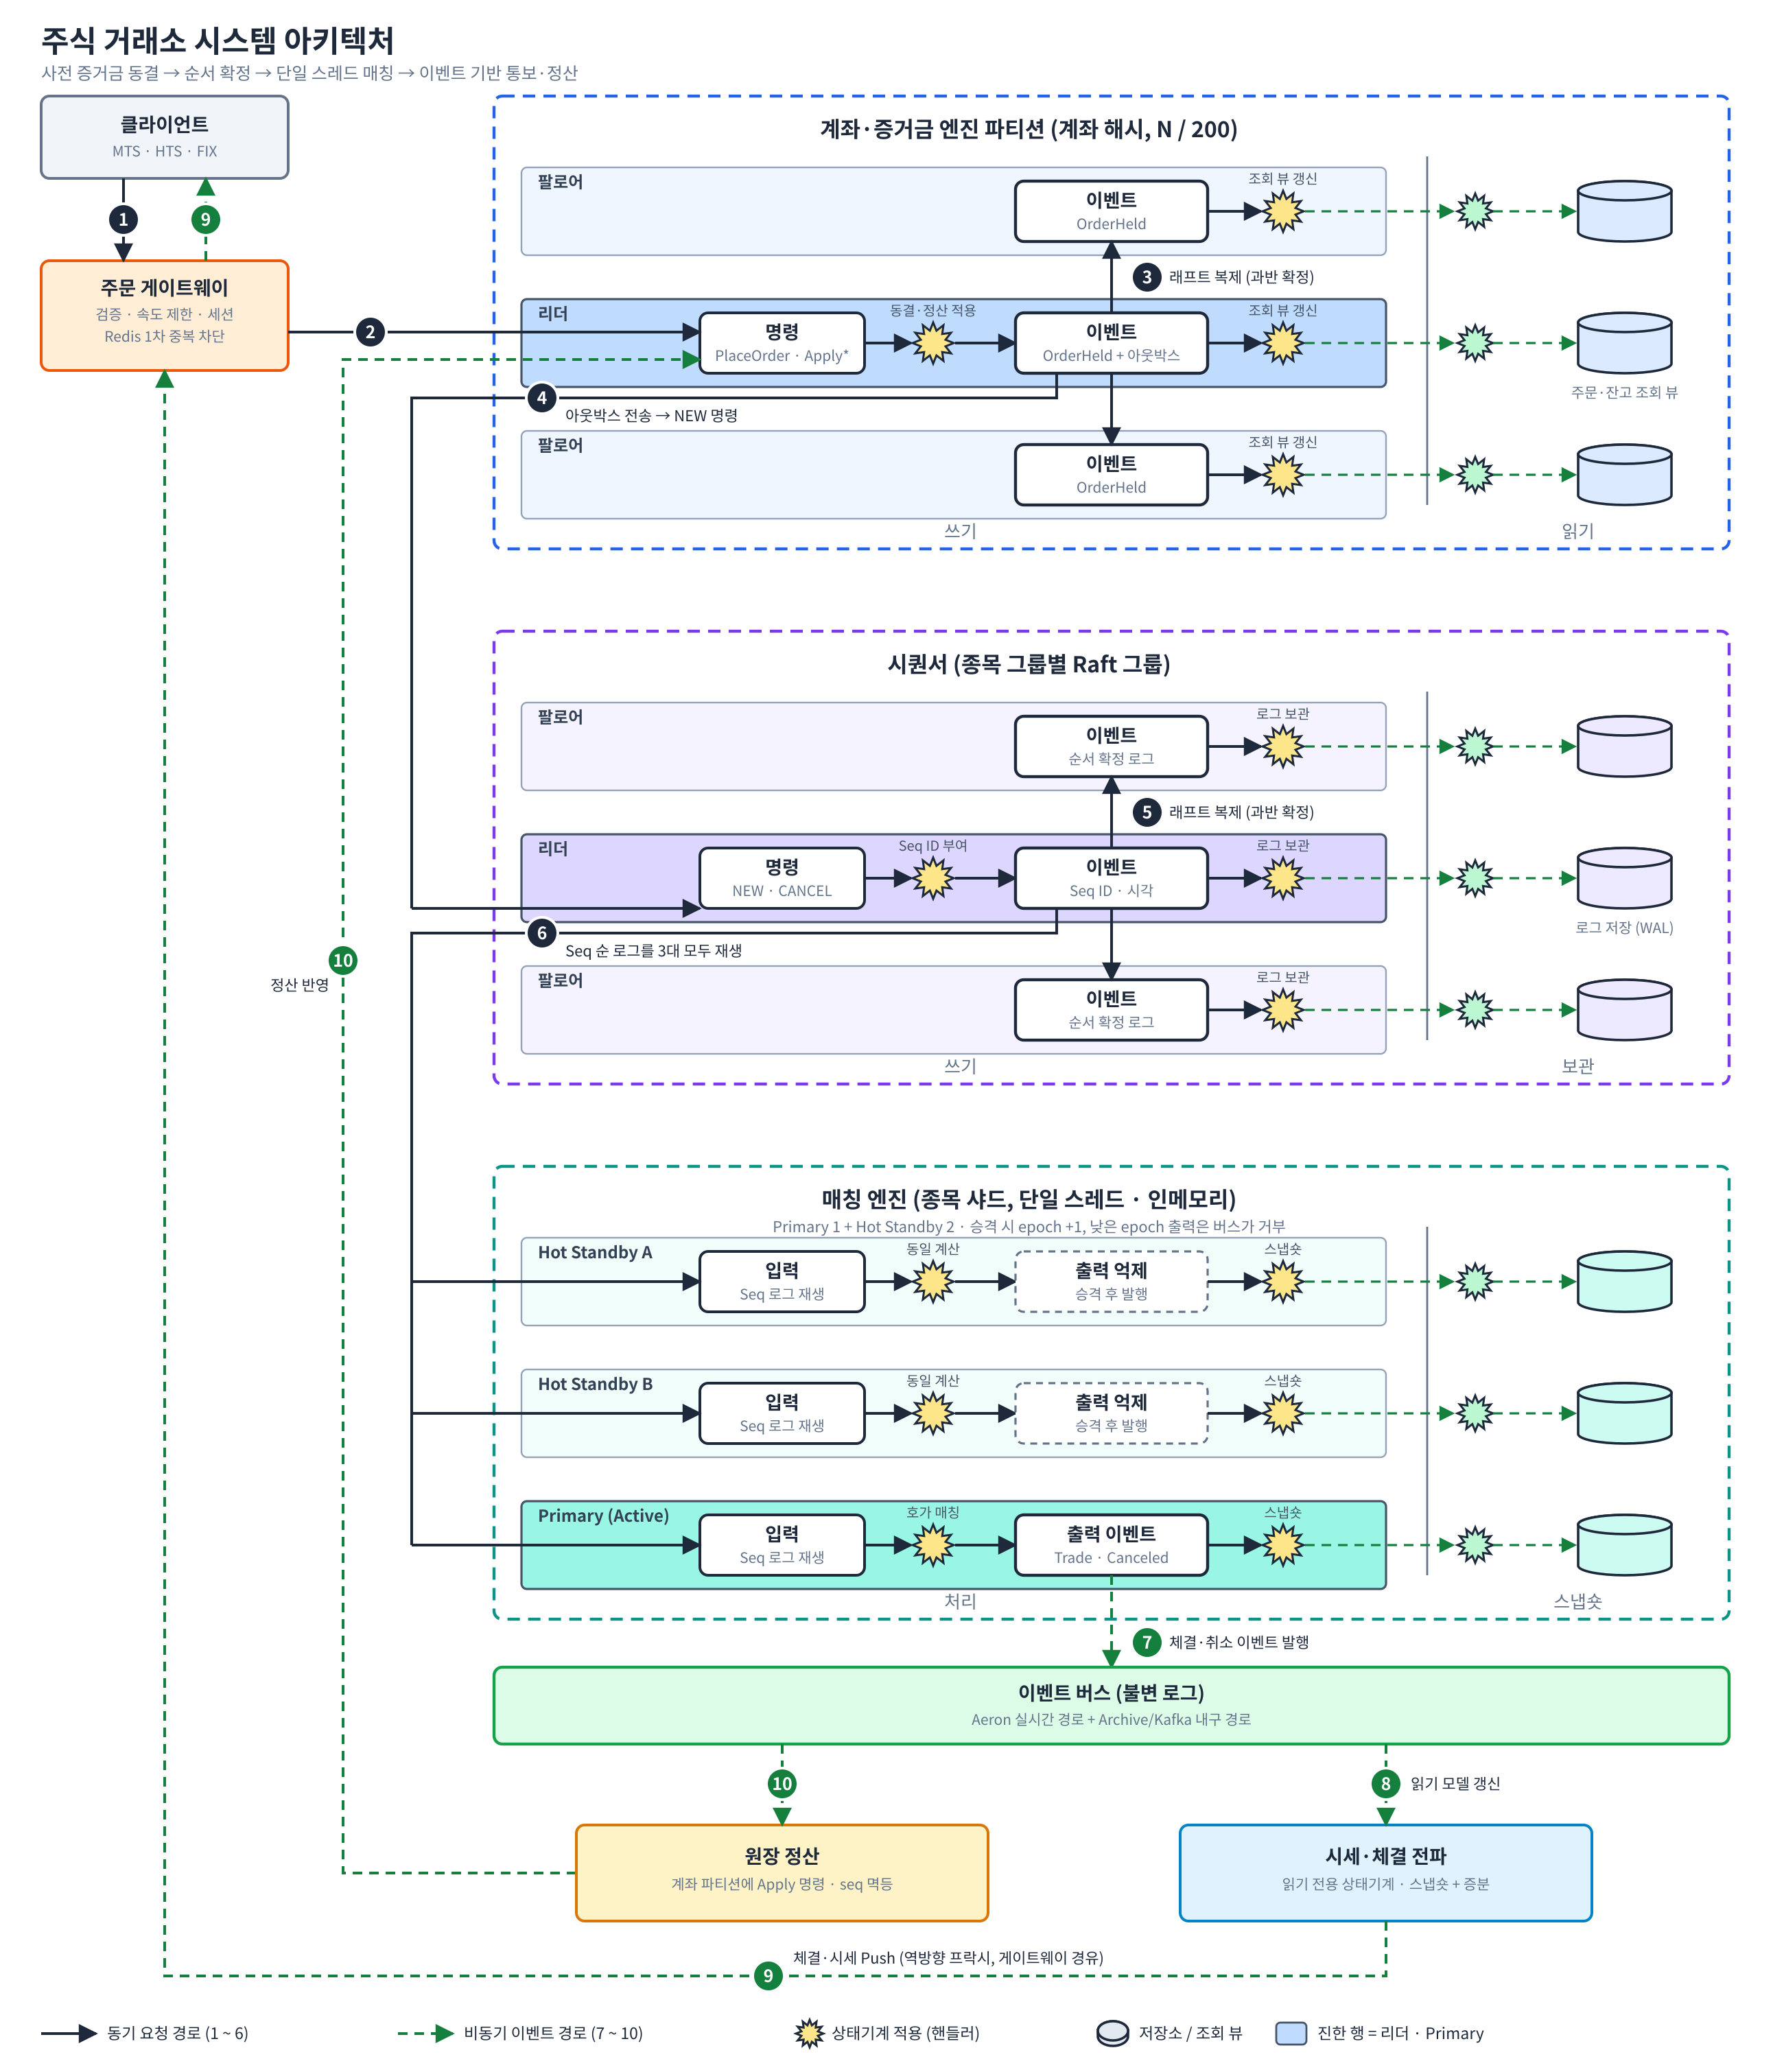 주식 거래소 시스템 아키텍처
사전 증거금 동결 → 순서 확정 → 단일 스레드 매칭 → 이벤트 기반 통보·정산
클라이언트
MTS · HTS · FIX
1
9
주문 게이트웨이
검증 · 속도 제한 · 세션
Redis 1차 중복 차단
2
계좌·증거금 엔진 파티션 (계좌 해시, N / 200)
팔로어
이벤트
OrderHeld
조회 뷰 갱신
3
래프트 복제 (과반 확정)
리더
명령
PlaceOrder · Apply*
동결·정산 적용
이벤트
OrderHeld + 아웃박스
조회 뷰 갱신
주문·잔고 조회 뷰
4
아웃박스 전송 → NEW 명령
팔로어
이벤트
OrderHeld
조회 뷰 갱신
쓰기
읽기
시퀀서 (종목 그룹별 Raft 그룹)
팔로어
이벤트
순서 확정 로그
로그 보관
5
래프트 복제 (과반 확정)
리더
명령
NEW · CANCEL
Seq ID 부여
이벤트
Seq ID · 시각
로그 보관
로그 저장 (WAL)
6
Seq 순 로그를 3대 모두 재생
10
정산 반영
팔로어
이벤트
순서 확정 로그
로그 보관
쓰기
보관
매칭 엔진 (종목 샤드, 단일 스레드 · 인메모리)
Primary 1 + Hot Standby 2 · 승격 시 epoch +1, 낮은 epoch 출력은 버스가 거부
Hot Standby A
입력
Seq 로그 재생
동일 계산
출력 억제
승격 후 발행
스냅숏
Hot Standby B
입력
Seq 로그 재생
동일 계산
출력 억제
승격 후 발행
스냅숏
Primary (Active)
입력
Seq 로그 재생
호가 매칭
출력 이벤트
Trade · Canceled
스냅숏
처리
스냅숏
7
체결·취소 이벤트 발행
이벤트 버스 (불변 로그)
Aeron 실시간 경로 + Archive/Kafka 내구 경로
10
8
읽기 모델 갱신
원장 정산
계좌 파티션에 Apply 명령 · seq 멱등
시세·체결 전파
읽기 전용 상태기계 · 스냅숏 + 증분
체결·시세 Push (역방향 프락시, 게이트웨이 경유)
9
동기 요청 경로 (1 ~ 6)
비동기 이벤트 경로 (7 ~ 10)
상태기계 적용 (핸들러)
저장소 / 조회 뷰
진한 행 = 리더 · Primary